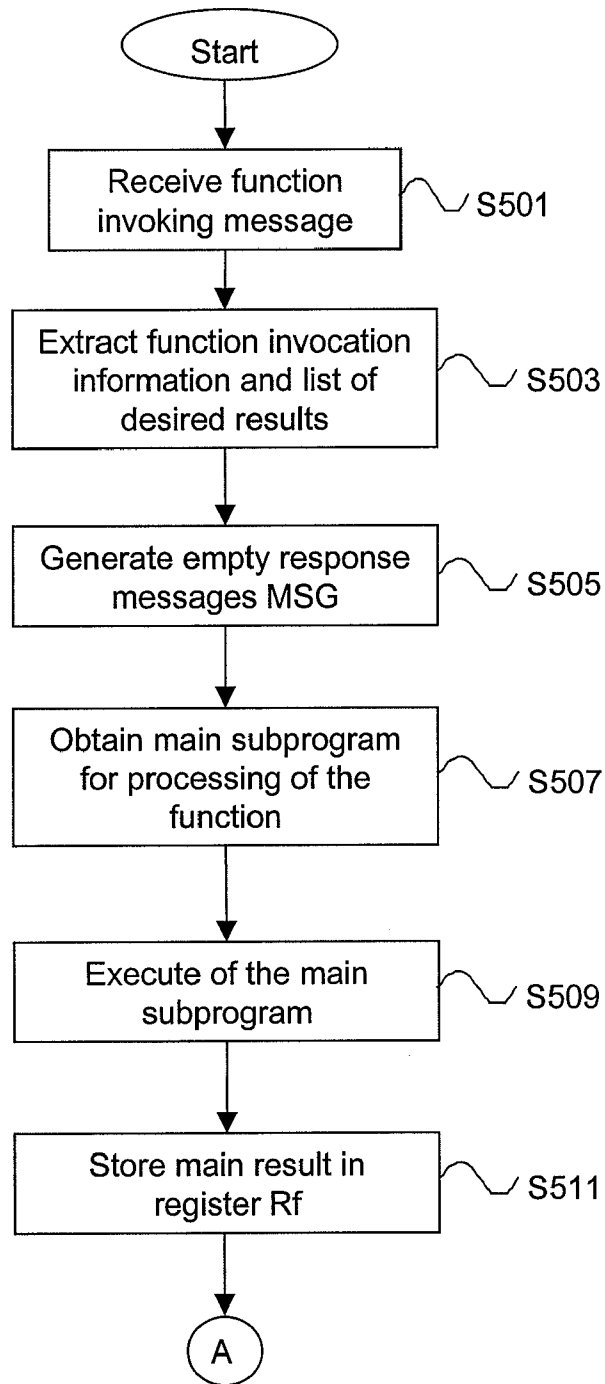 Start
Receive function
invoking message
S501
Extract function invocation
information and list of
desired results
S503
Generate empty response
messages MSG
S505
Obtain main subprogram
for processing of the
function
S507
Execute of the main
subprogram
S509
Store main result in
register Rf
S511
A